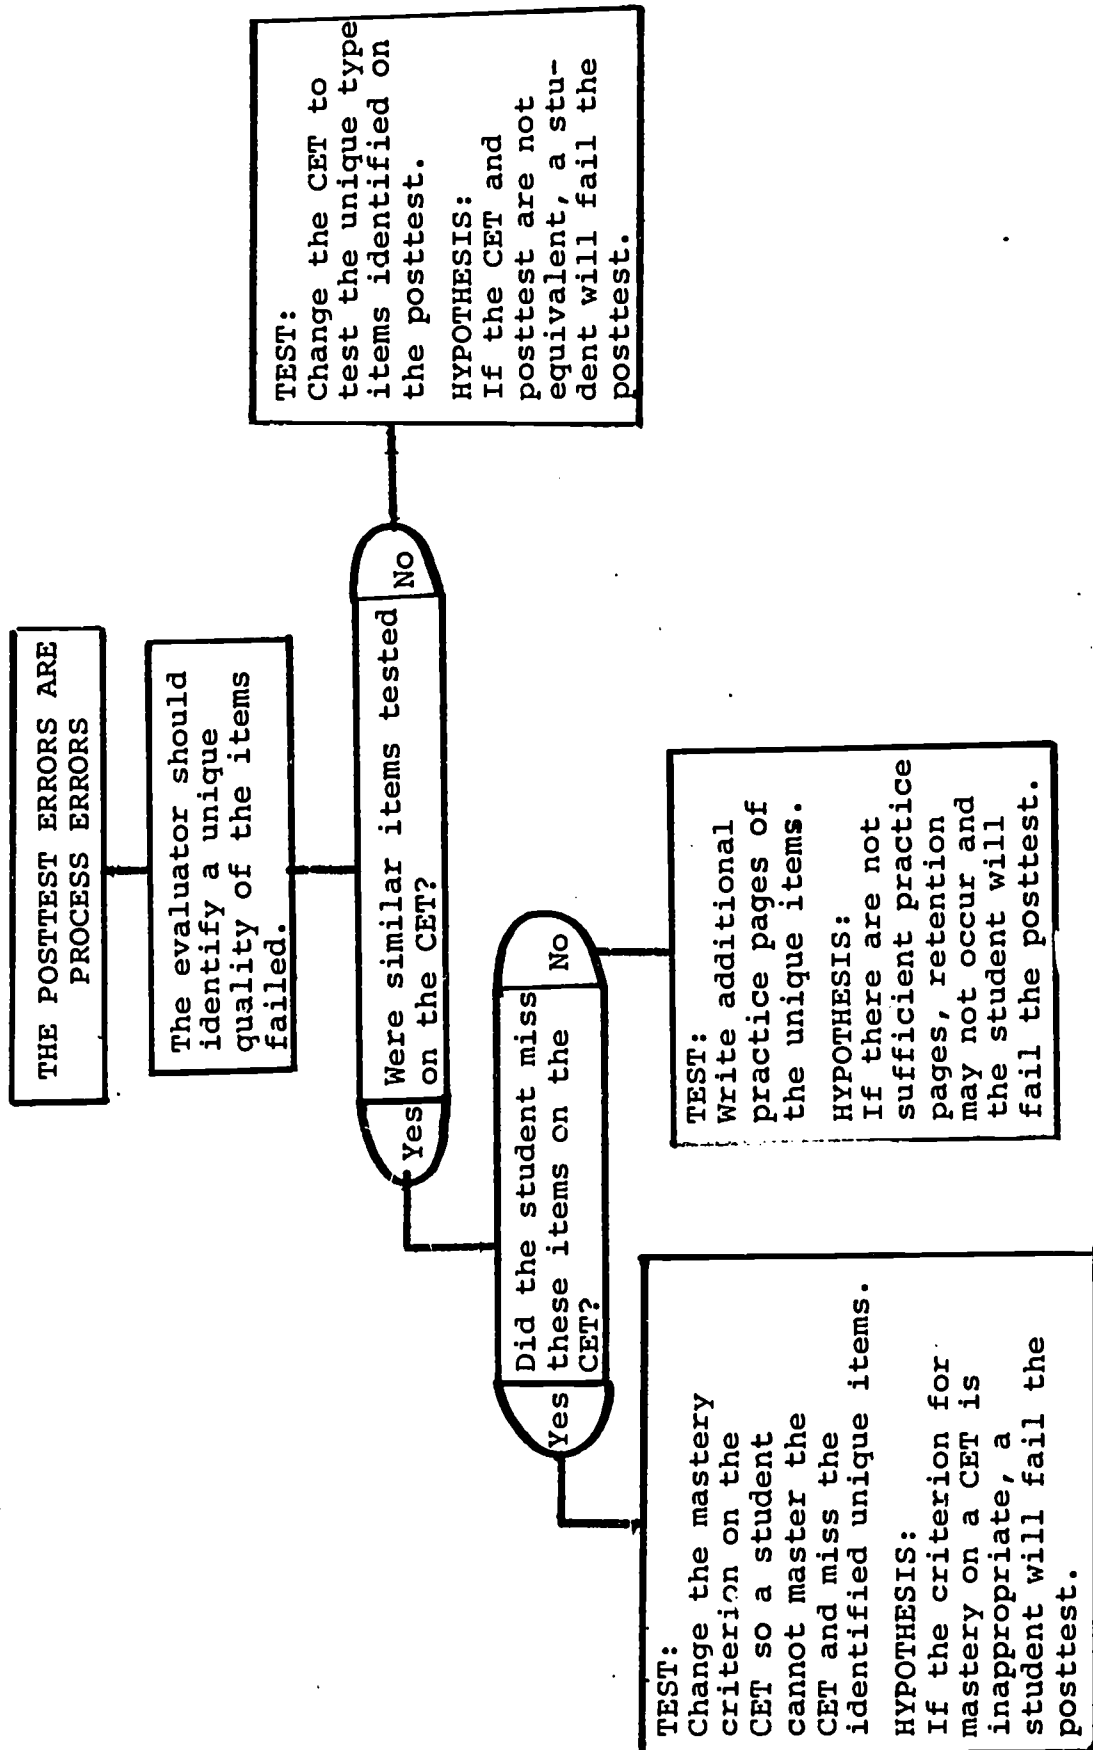 THE POSTTEST ERRORS ARE
PROCESS ERRORS
The evaluator should
identify a unique
quality of the items
failed.
Yes
Were similar items tested
on the CET?
No
TEST:
Change the CET to
test the unique type
items identified on
the posttest.
HYPOTHESIS:
If the CET and
posttest are not
equivalent, a stu-
dent will fail the
posttest.
Yes
Did the student miss
these items on the
CET?
No
TEST:
Change the mastery
criterion on the
CET so a student
cannot master the
CET and miss the
identified unique items.
HYPOTHESIS:
If the criterion for
mastery on a CET is
inappropriate, a
student will fail the
posttest.
TEST:
Write additional
practice pages of
the unique items.
HYPOTHESIS:
If there are not
sufficient practice
pages, retention
may not occur and
the student will
fail the posttest.